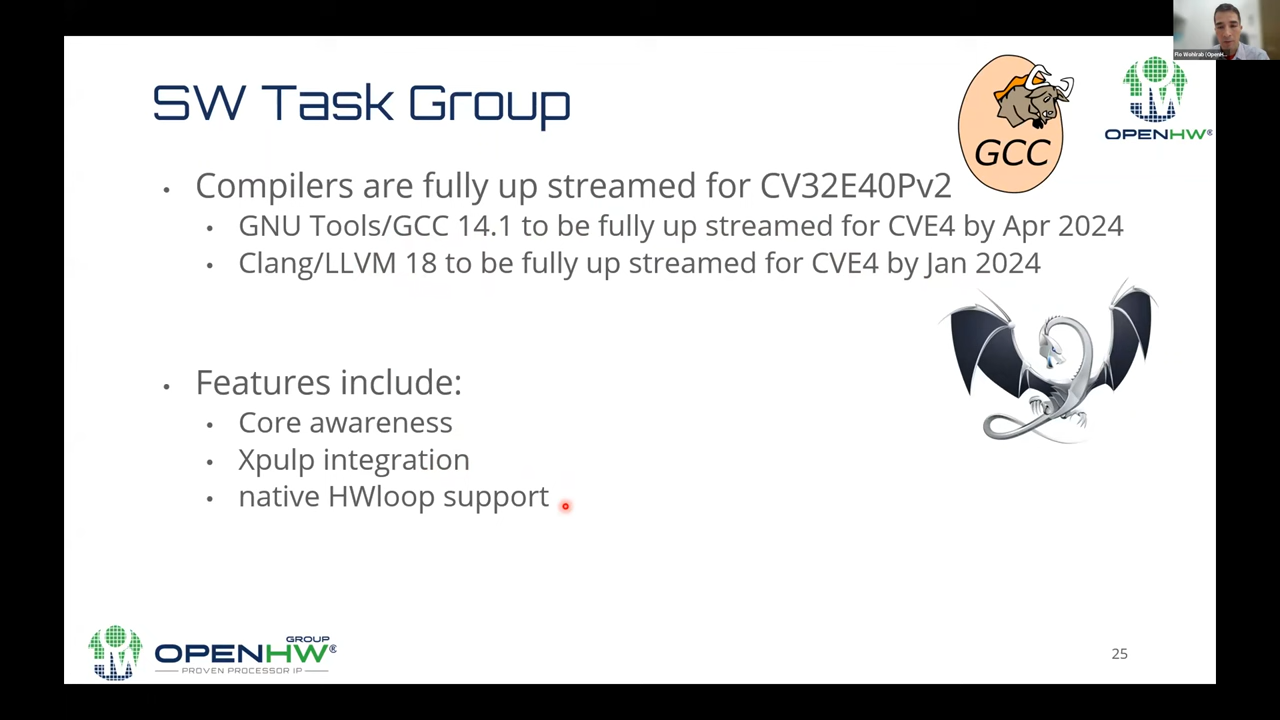 SW Task Group
GCC
OPENHW®
Compilers are fully up streamed for CV32E40Pv2
GNU Tools/GCC 14.1 to be fully up streamed for CVE4 by Apr 2024
Clang/LLVM 18 to be fully up streamed for CVE4 by Jan 2024
Features include:
Core awareness
Xpulp integration
native HWloop support
GROUP
OPENHW®
PROVEN PROCESSOR IP
25